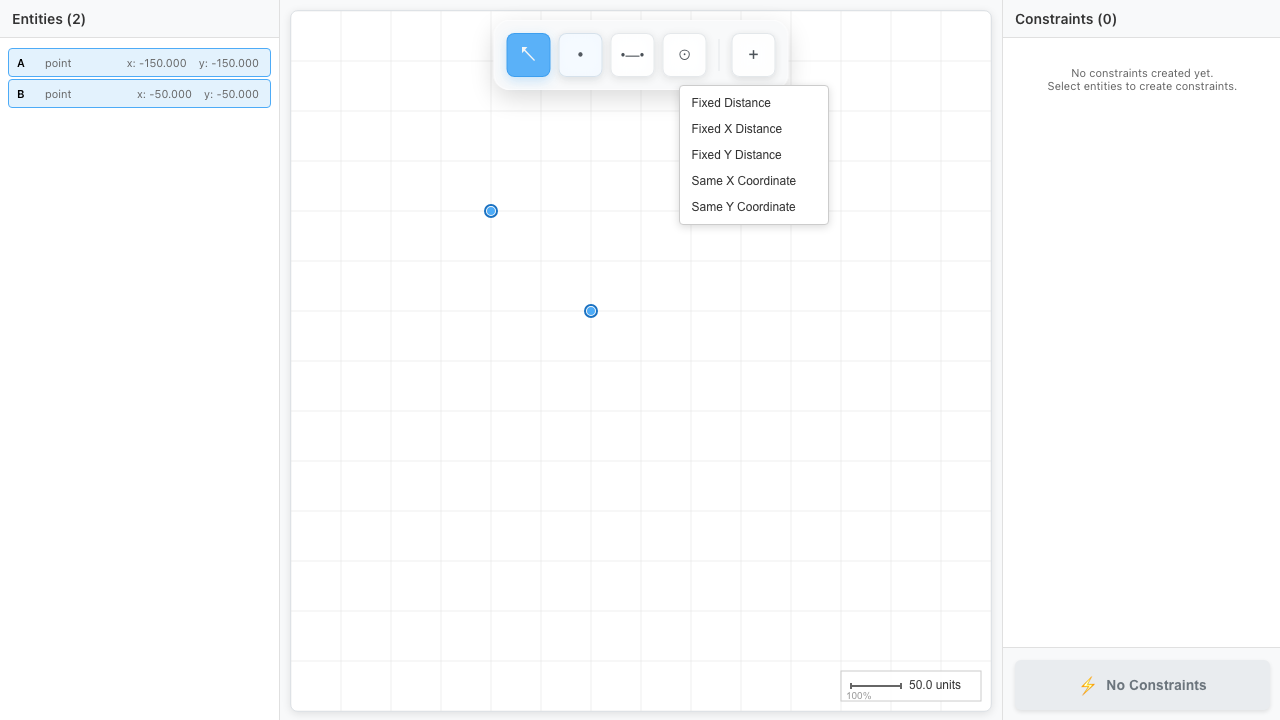 Entities (2)
A point x: -150.000 y: -150.000
B point x: -50.000 y: -50.000
+
Fixed Distance
Fixed X Distance
Fixed Y Distance
Same X Coordinate
Same Y Coordinate
50.0 units
100%
Constraints (0)
No constraints created yet.
Select entities to create constraints.
⚡ No Constraints